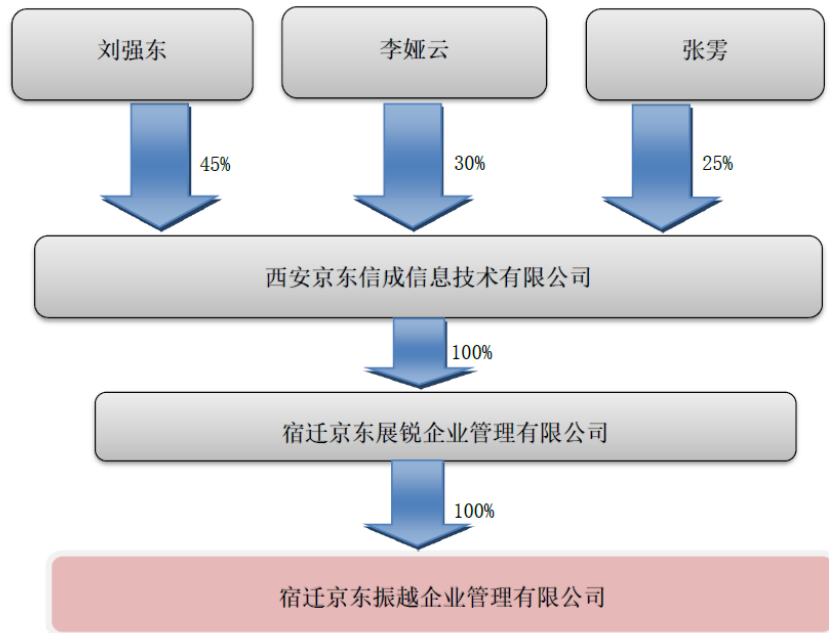 刘强东
李娅云
张雱
45%
30%
25%
西安京东信成信息技术有限公司
100%
宿迁京东展锐企业管理有限公司
100%
宿迁京东振越企业管理有限公司